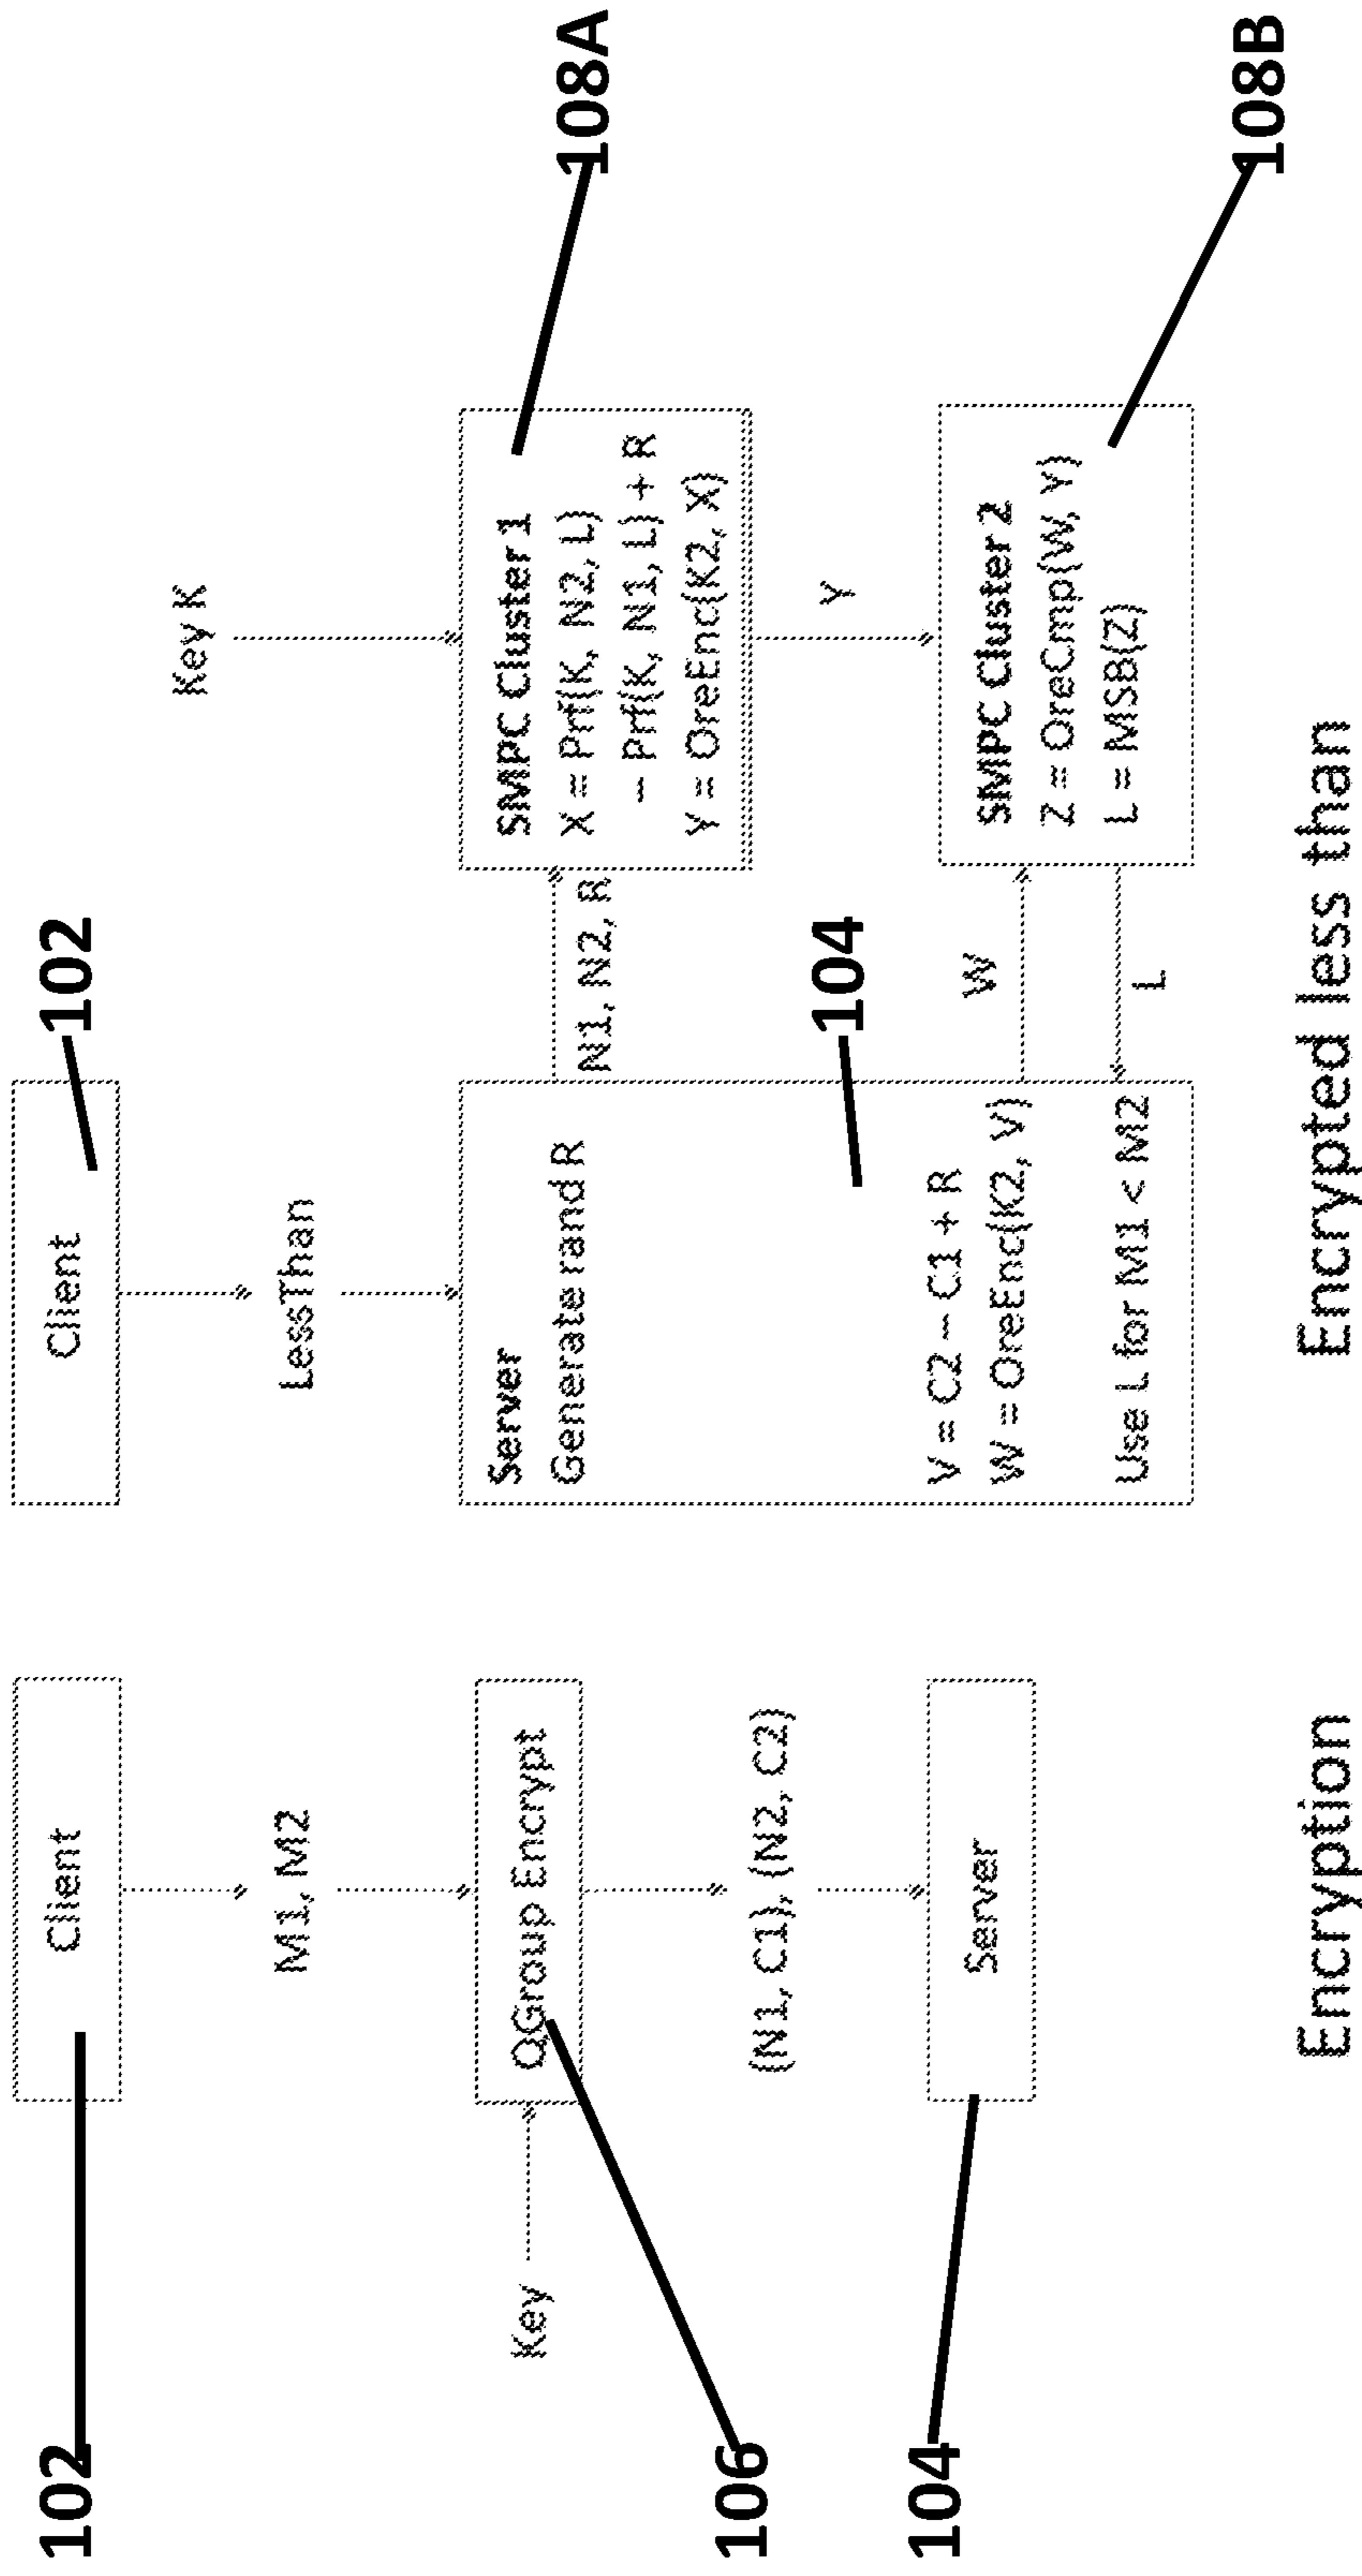 102
Client
M1, M2
Key
QGroup Encrypt
106
(N1, C1), (N2, C2)
Server
104
Encryption
Client
102
LessThan
Key K
Server
Generate rand R
V = C2 – C1 + R
W = OreEnc(K2, V)
Use L for M1 < M2
104
N1, N2, R
W
L
SMPC Cluster 1
X = Prf(K, N2, L)
– Prf(K, N1, L) + R
Y = OreEnc(K2, X)
108A
Y
SMPC Cluster 2
Z = OreCmp(W, Y)
L = MSB(Z)
108B
Encrypted less than